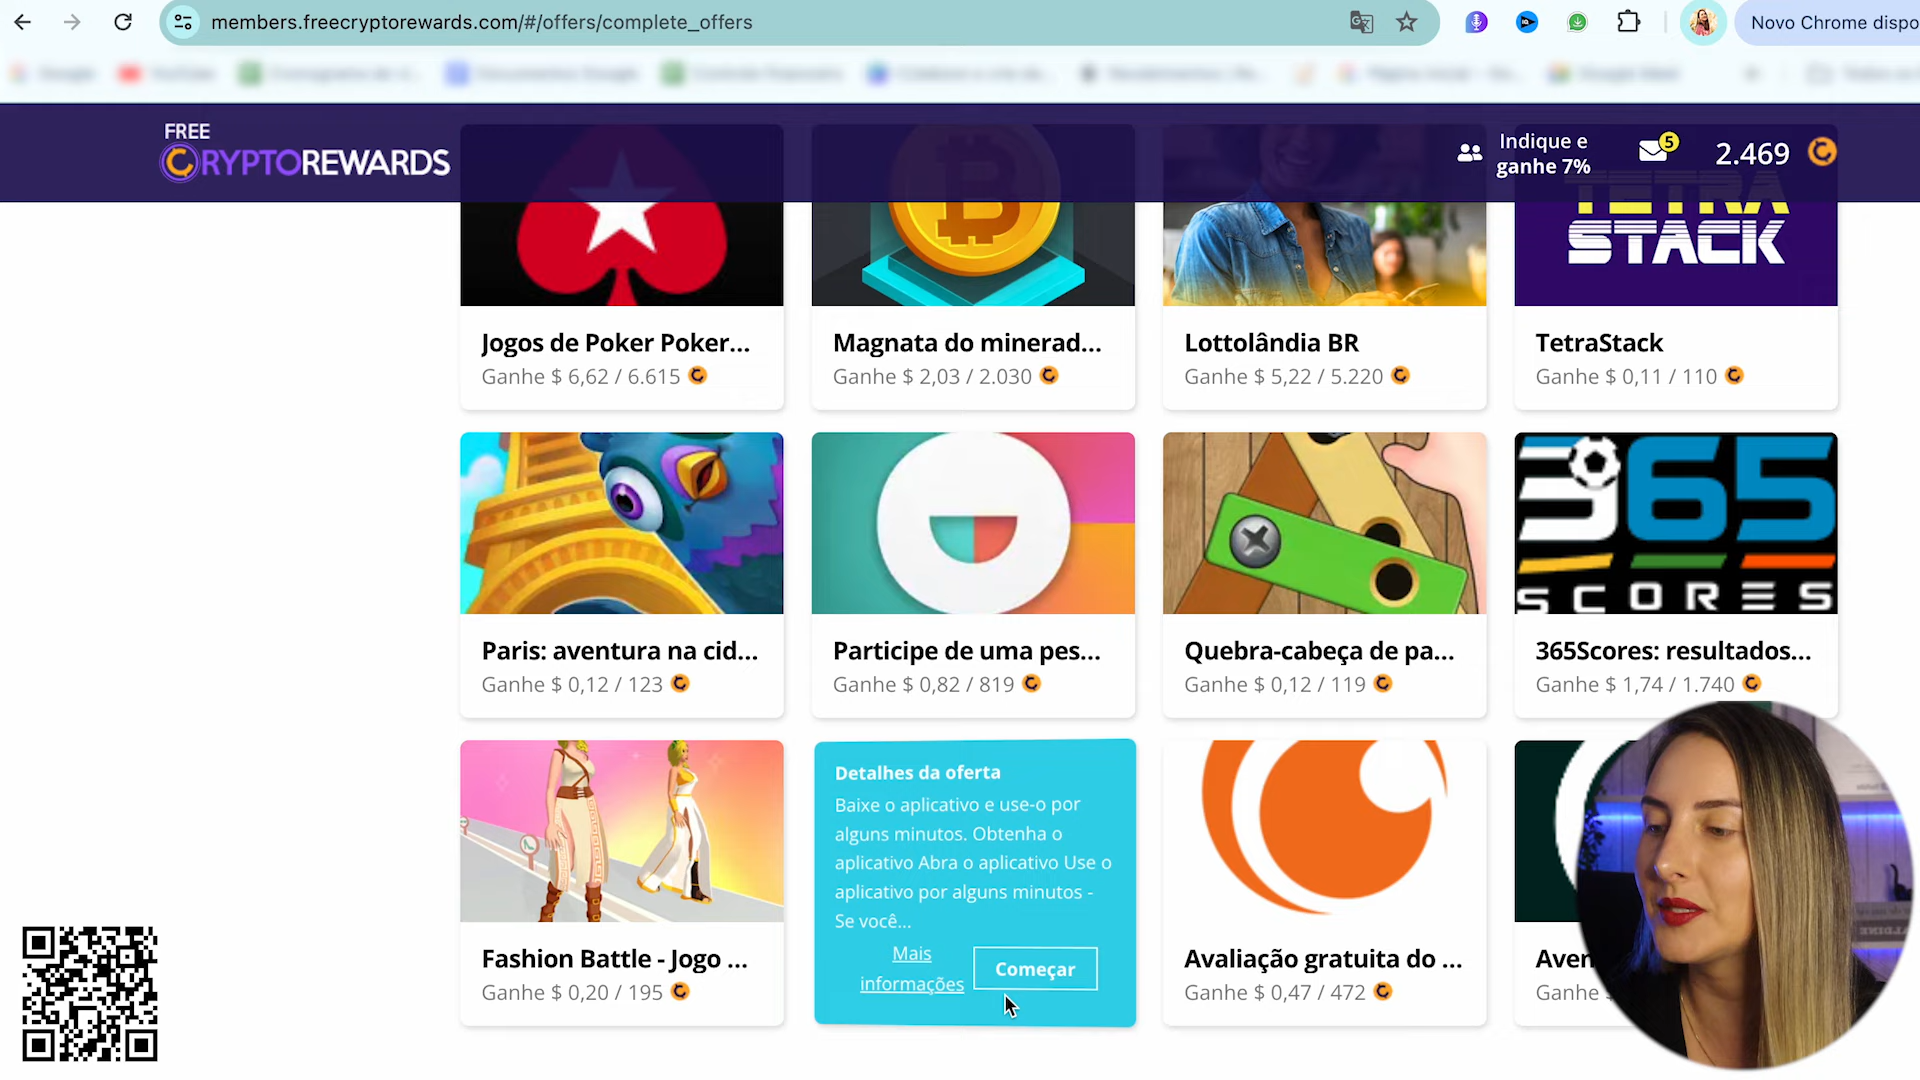 members.freecryptorewards.com/#/offers/complete_offers
Novo Chrome dispo
FREE
CRYPTOREWARDS
Indique e
ganhe 7%
5
2.469
TETRA
STACK
Jogos de Poker Poker...
Ganhe $ 6,62 / 6.615
Magnata do minerad...
Ganhe $ 2,03 / 2.030
Lottolândia BR
Ganhe $ 5,22 / 5.220
TetraStack
Ganhe $ 0,11 / 110
365
SCORES
Paris: aventura na cid...
Ganhe $ 0,12 / 123
Participe de uma pes...
Ganhe $ 0,82 / 819
Quebra-cabeça de pa...
Ganhe $ 0,12 / 119
365Scores: resultados...
Ganhe $ 1,74 / 1.740
Fashion Battle - Jogo ...
Ganhe $ 0,20 / 195
Detalhes da oferta
Baixe o aplicativo e use-o por
alguns minutos. Obtenha o
aplicativo Abra o aplicativo Use o
aplicativo por alguns minutos -
Se você...
Mais
informações
Começar
Avaliação gratuita do ...
Ganhe $ 0,47 / 472
Aven
Ganhe